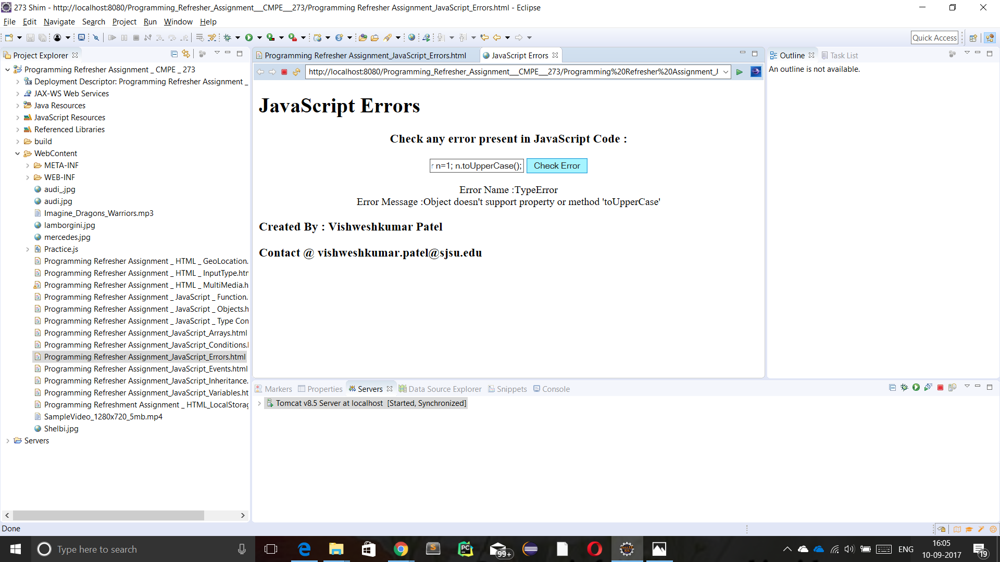 273 Shim - http://localhost:8080/Programming_Refresher_Assignment___CMPE___273/Programming Refresher Assignment_JavaScript_Errors.html - Eclipse
File Edit Navigate Search Project Run Window Help
Quick Access
Project Explorer
Programming Refresher Assignment _ CMPE _ 273
Deployment Descriptor: Programming Refresher Assignment _
JAX-WS Web Services
Java Resources
JavaScript Resources
Referenced Libraries
build
WebContent
META-INF
WEB-INF
audi_.jpg
audi.jpg
Imagine_Dragons_Warriors.mp3
lamborgini.jpg
mercedes.jpg
Practice.js
Programming Refresher Assignment _ HTML _ GeoLocation.
Programming Refresher Assignment _ HTML _ InputType.htm
Programming Refresher Assignment _ HTML _ MultiMedia.h
Programming Refresher Assignment _ JavaScript _ Function.
Programming Refresher Assignment _ JavaScript _ Objects.h
Programming Refresher Assignment _ JavaScript _ Type Con
Programming Refresher Assignment_JavaScript_Arrays.html
Programming Refresher Assignment_JavaScript_Conditions.
Programming Refresher Assignment_JavaScript_Errors.html
Programming Refresher Assignment_JavaScript_Events.html
Programming Refresher Assignment_JavaScript_Inheritance.
Programming Refresher Assignment_JavaScript_Variables.ht
Programming Refreshment Assignment _ HTML_LocalStorag
SampleVideo_1280x720_5mb.mp4
Shelbi.jpg
Servers
Programming Refresher Assignment_JavaScript_Errors.html
JavaScript Errors
http://localhost:8080/Programming_Refresher_Assignment___CMPE___273/Programming%20Refresher%20Assignment_J
JavaScript Errors
Check any error present in JavaScript Code :
r n=1; n.toUpperCase();
Check Error
Error Name :TypeError
Error Message :Object doesn't support property or method 'toUpperCase'
Created By : Vishweshkumar Patel
Contact @ vishweshkumar.patel@sjsu.edu
Outline
Task List
An outline is not available.
Markers Properties Servers Data Source Explorer Snippets Console
Tomcat v8.5 Server at localhost [Started, Synchronized]
Done
Type here to search
PC
99+
ENG
16:05
10-09-2017
19